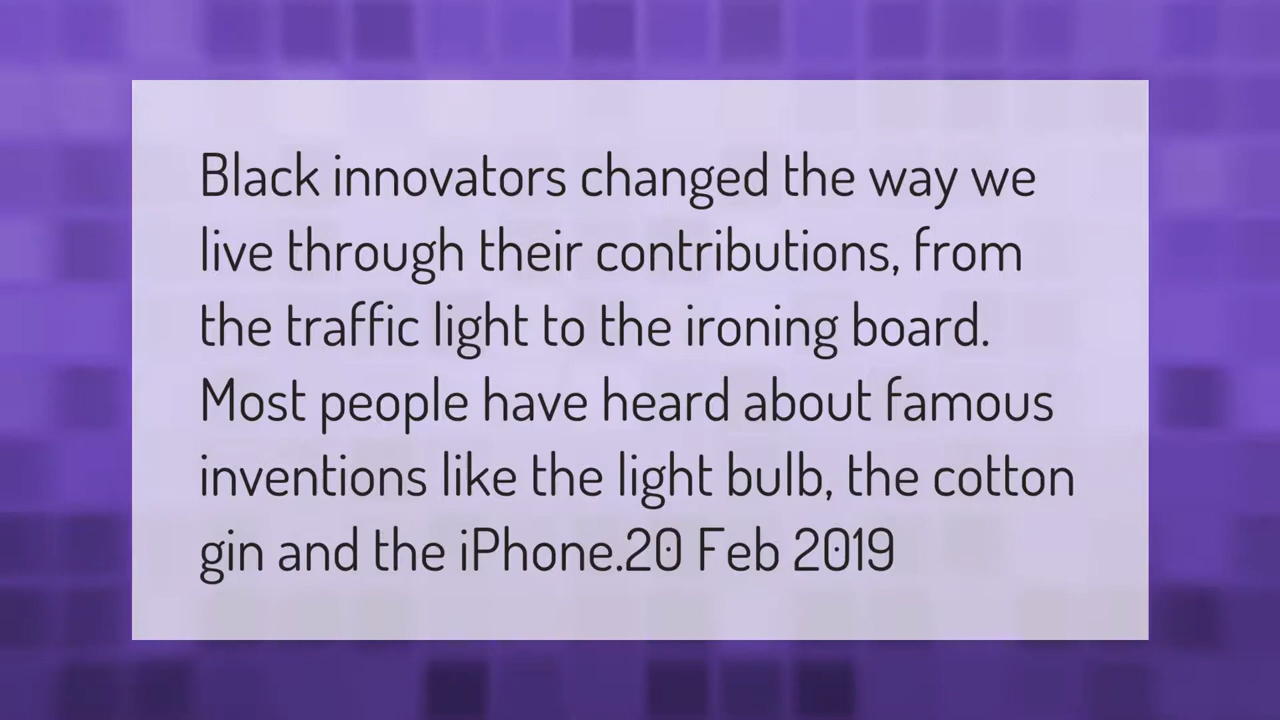 Black innovators changed the way we
live through their contributions, from
the traffic light to the ironing board.
Most people have heard about famous
inventions like the light bulb, the cotton
gin and the iPhone.20 Feb 2019